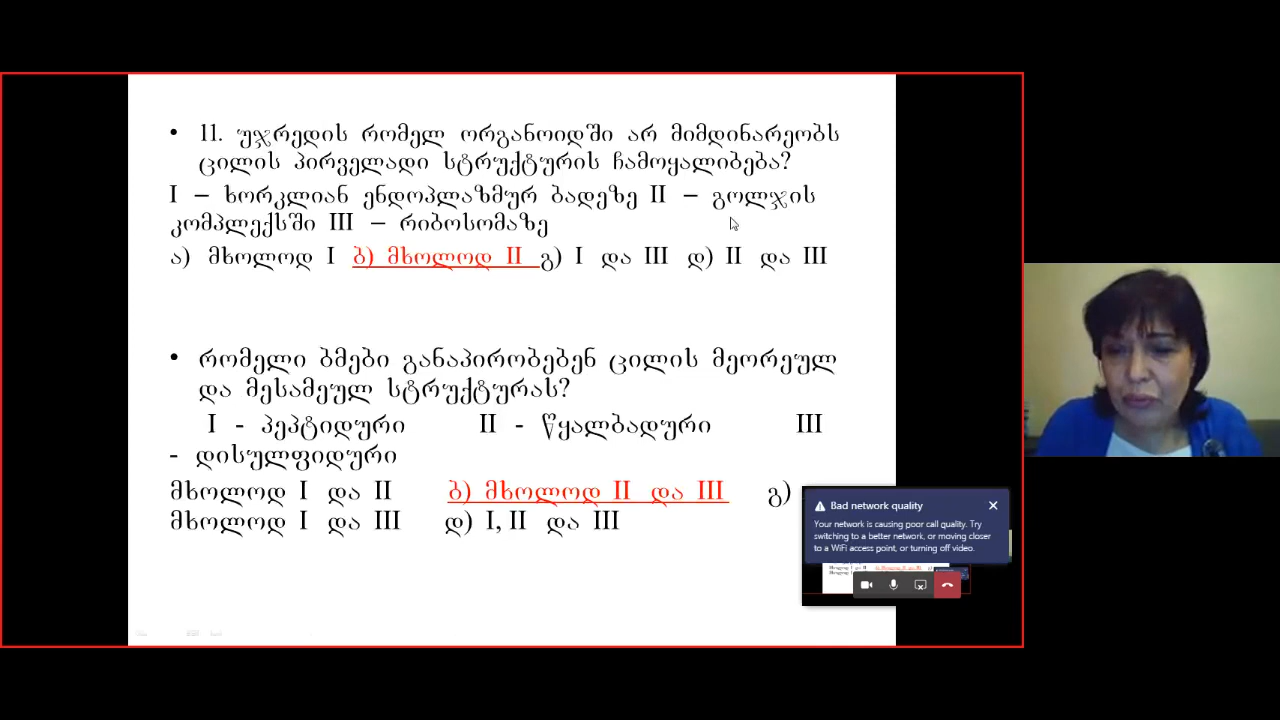 • 11. უჯრედის რომელ ორგანოიდში არ მიმდინარეობს
ცილის პირველადი სტრუქტურის ჩამოყალიბება?
I – ხორკლიან ენდოპლაზმურ ბადეზე II – გოლჯის
კომპლექსში III – რიბოსომაზე
ა) მხოლოდ I ბ) მხოლოდ II გ) I და III დ) II და III
• რომელი ბმები განაპირობებენ ცილის მეორეულ
და მესამეულ სტრუქტურას?
I - პეპტიდური II - წყალბადური III
- დისულფიდური
მხოლოდ I და II ბ) მხოლოდ II და III გ)
მხოლოდ I და III დ) I, II და III
Bad network quality
Your network is causing poor call quality. Try
switching to a better network, or moving closer
to a WiFi access point, or turning off video.